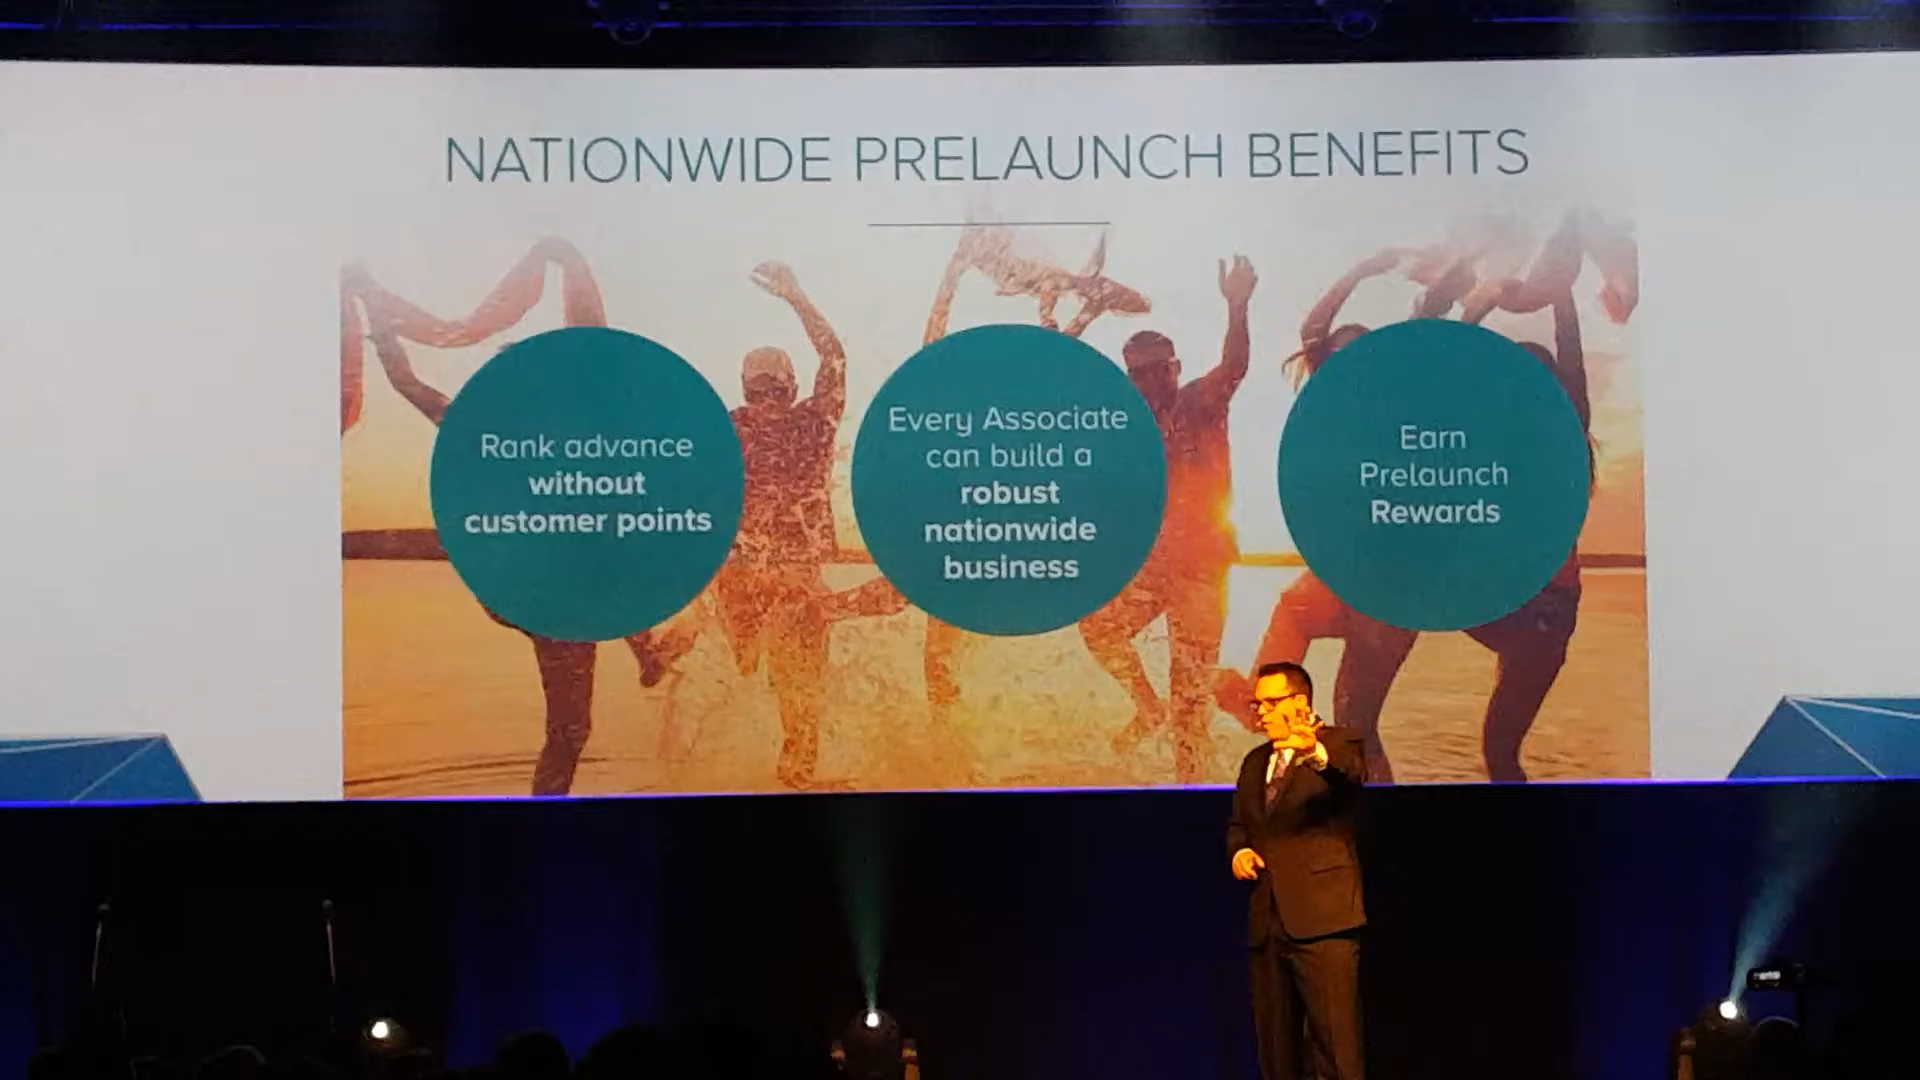 NATIONWIDE PRELAUNCH BENEFITS
Rank advance
without
customer points
Every Associate
can build a
robust
nationwide
business
Earn
Prelaunch
Rewards